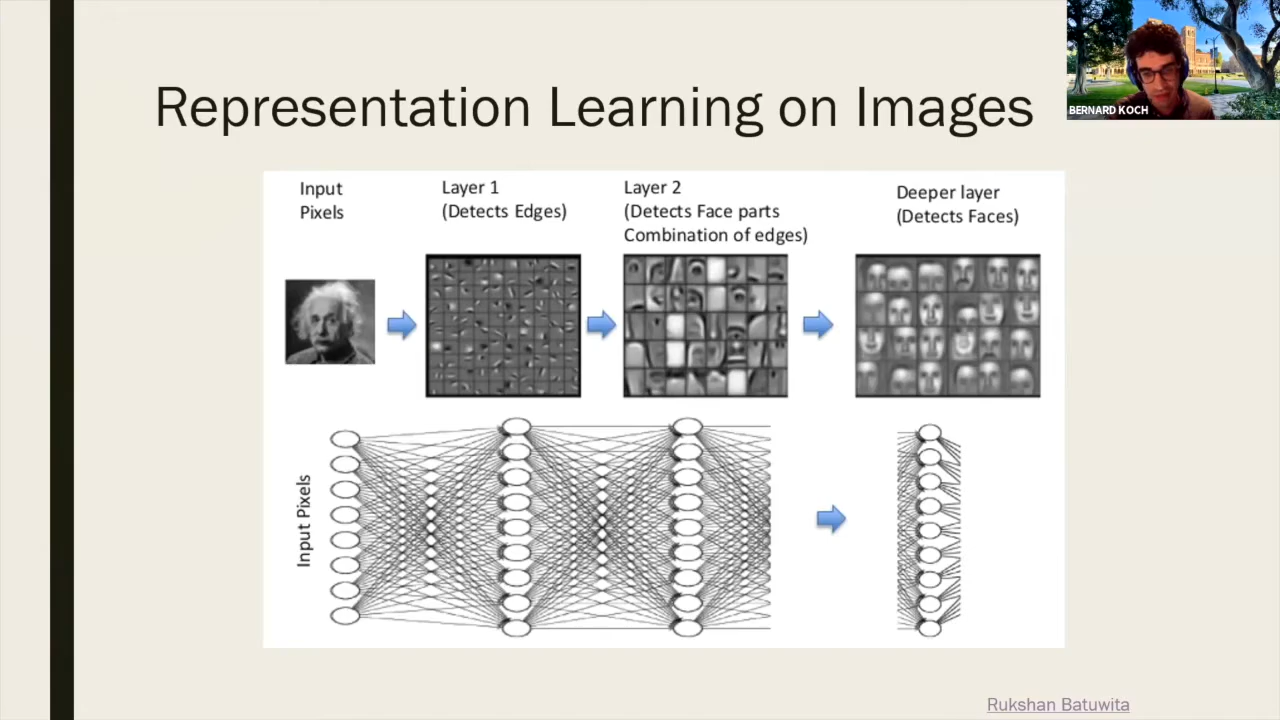 BERNARD KOCH
Representation Learning on Images
Input
Pixels
Layer 1
(Detects Edges)
Layer 2
(Detects Face parts
Combination of edges)
Deeper layer
(Detects Faces)
Input Pixels
Rukshan Batuwita